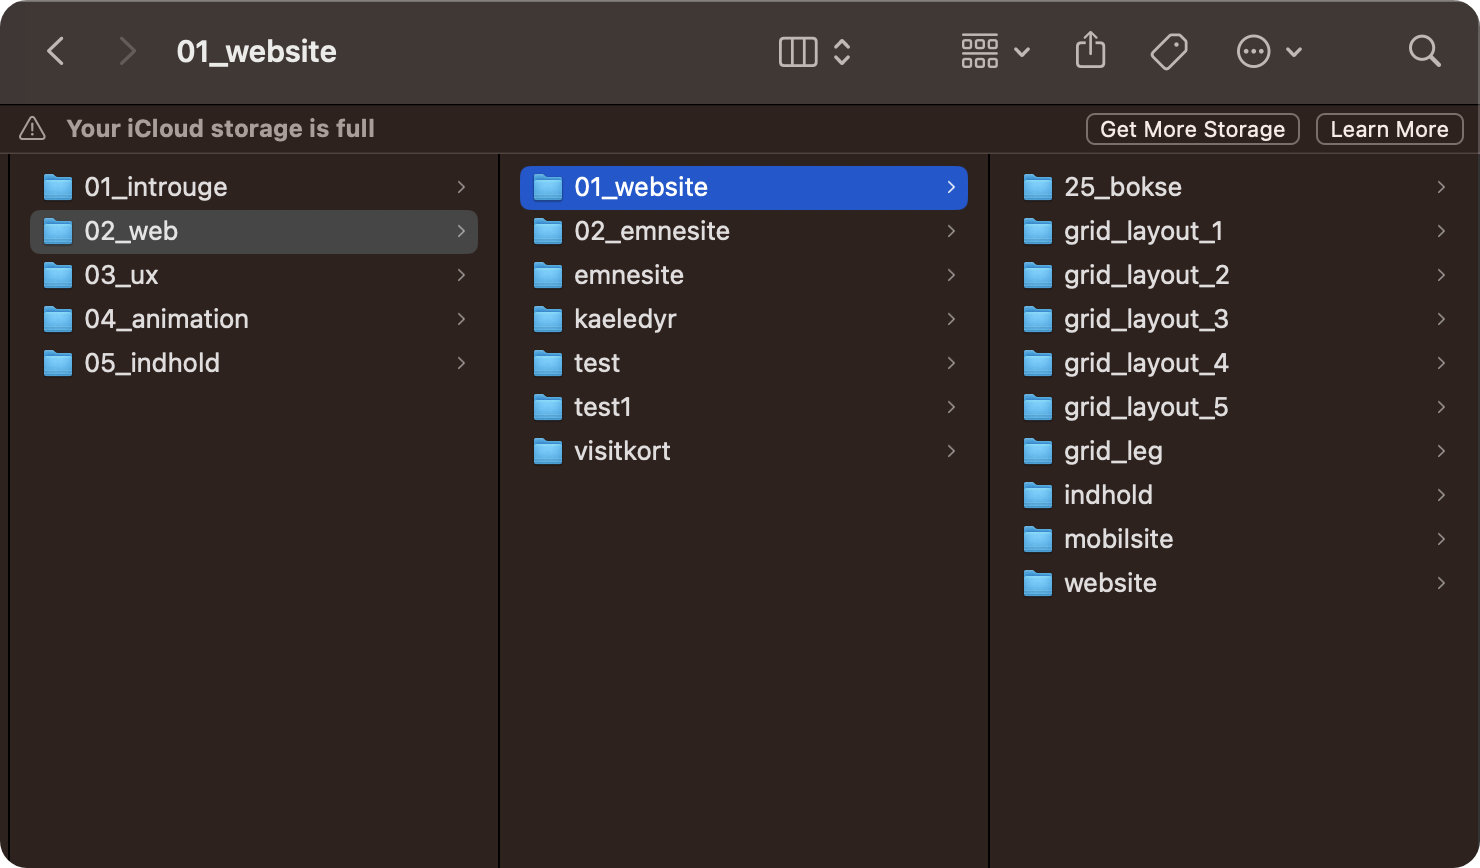 01_website
Your iCloud storage is full
Get More Storage
Learn More
01_introuge
02_web
03_ux
04_animation
05_indhold
01_website
02_emnesite
emnesite
kaeledyr
test
test1
visitkort
25_bokse
grid_layout_1
grid_layout_2
grid_layout_3
grid_layout_4
grid_layout_5
grid_leg
indhold
mobilsite
website